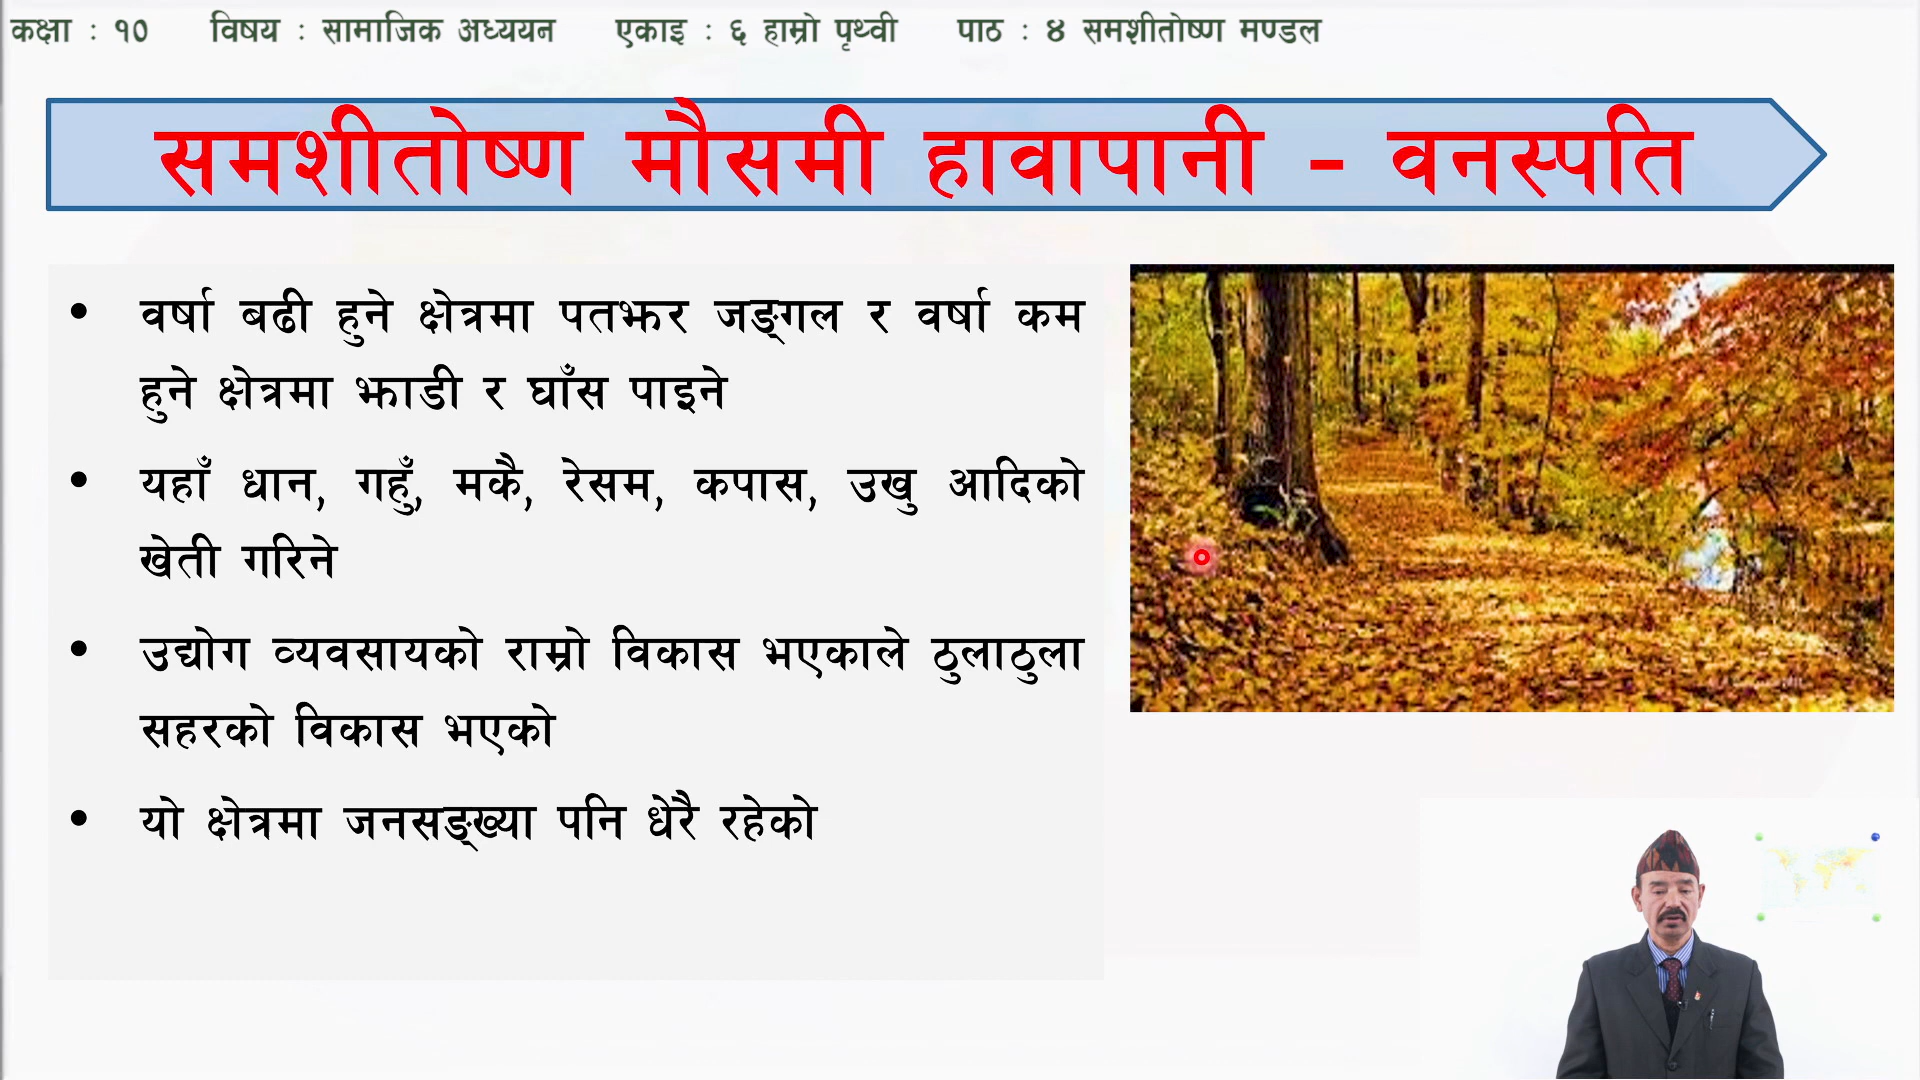 कक्षा : १० विषय : सामाजिक अध्ययन एकाइ : ६ हाम्रो पृथ्वी पाठ : ४ समशीतोष्ण मण्डल
समशीतोष्ण मौसमी हावापानी - वनस्पति
• वर्षा बढी हुने क्षेत्रमा पतझर जङ्गल र वर्षा कम
हुने क्षेत्रमा झाडी र घाँस पाइने
• यहाँ धान, गहुँ, मकै, रेसम, कपास, उखु आदिको
खेती गरिने
• उद्योग व्यवसायको राम्रो विकास भएकाले ठुलाठुला
सहरको विकास भएको
• यो क्षेत्रमा जनसङ्ख्या पनि धेरै रहेको